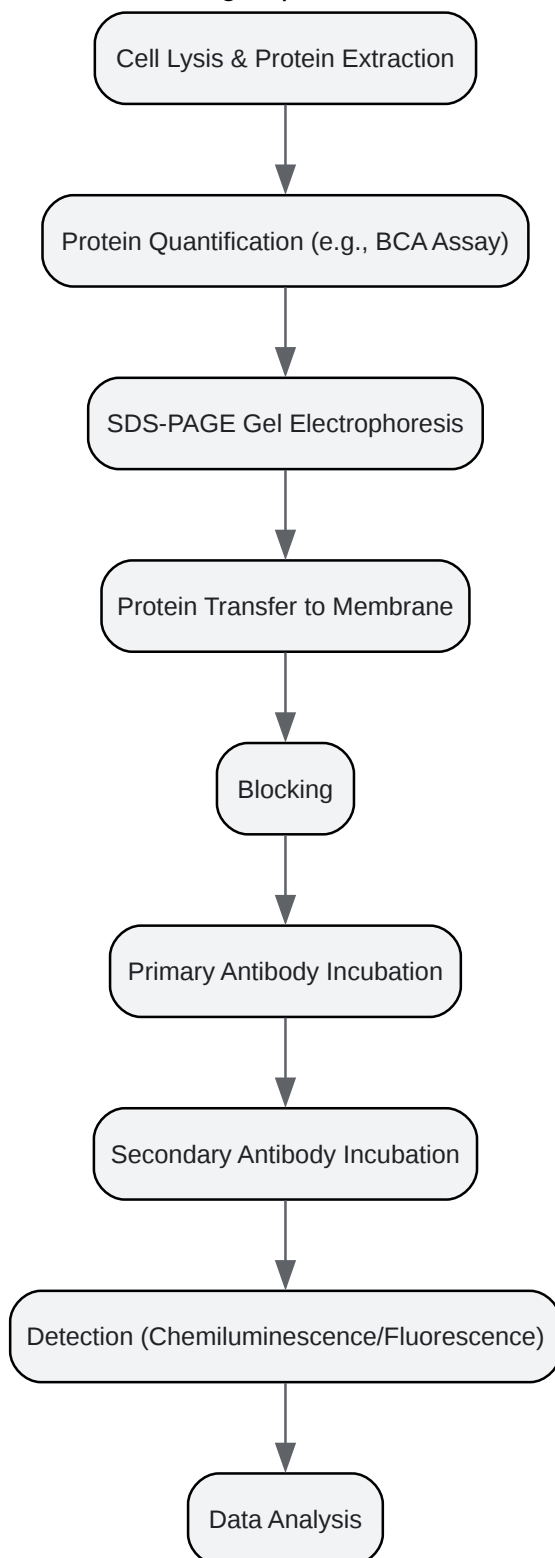 Cell Lysis & Protein Extraction
Protein Quantification (e.g., BCA Assay)
SDS-PAGE Gel Electrophoresis
Protein Transfer to Membrane
Blocking
Primary Antibody Incubation
Secondary Antibody Incubation
Detection (Chemiluminescence/Fluorescence)
Data Analysis